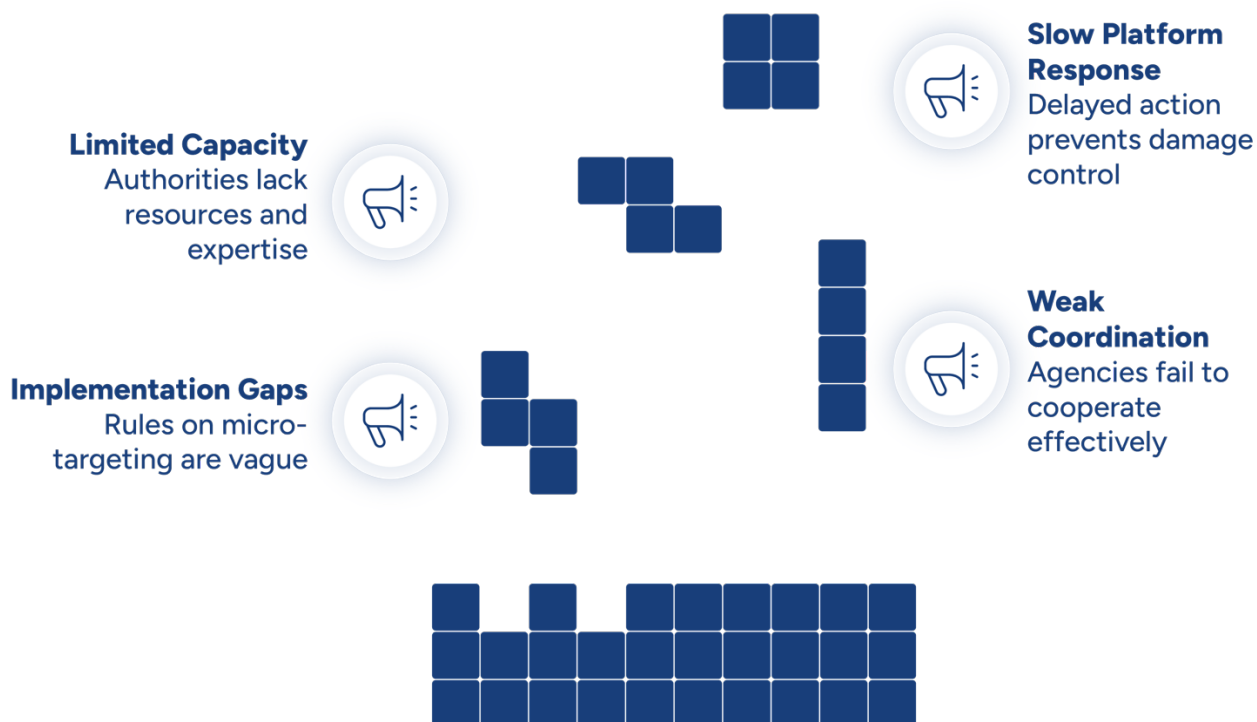 Limited Capacity
Authorities lack
resources and
expertise
Implementation Gaps
Rules on micro-
targeting are vague
Slow Platform
Response
Delayed action
prevents damage
control
Weak
Coordination
Agencies fail to
cooperate
effectively